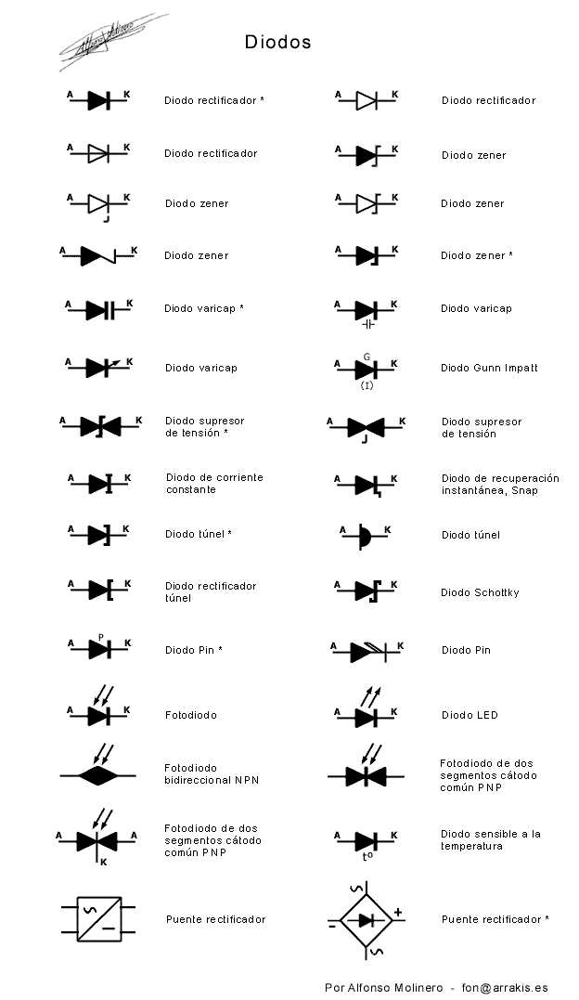 Alfonso Molinero
Diodos
A K Diodo rectificador *
A K Diodo rectificador
A K Diodo rectificador
A K Diodo zener
A K Diodo zener
A K Diodo zener
A K Diodo zener
A K Diodo zener *
A K Diodo varicap *
A K Diodo varicap
A K Diodo varicap
G
A K Diodo Gunn Impatt
(I)
A K Diodo supresor
de tensión *
A K Diodo supresor
de tensión
A K Diodo de corriente
constante
A K Diodo de recuperación
instantánea, Snap
A K Diodo túnel *
A K Diodo túnel
A K Diodo rectificador
túnel
A K Diodo Schottky
P
A K Diodo Pin *
A K Diodo Pin
A K Fotodiodo
A K Diodo LED
Fotodiodo
bidireccional NPN
Fotodiodo de dos
segmentos cátodo
común PNP
A A Fotodiodo de dos
segmentos cátodo
común PNP
K
A K Diodo sensible a la
temperatura
tº
~ −
Puente rectificador
~
- +
Puente rectificador *
~
Por Alfonso Molinero - fon@arrakis.es